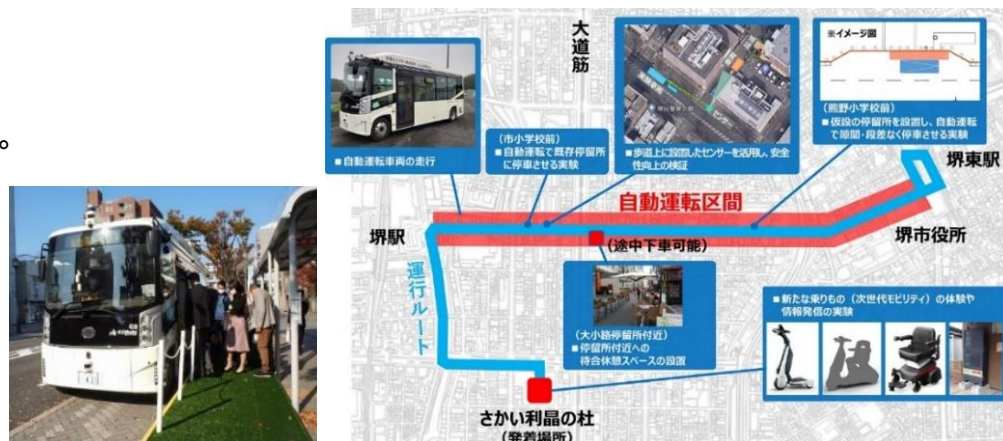 。
大道筋
※イメージ図
■自動運転車両の走行
(市小学校前)
■自動運転で既存停留所
に停車させる実験
センサー
■歩道上に設置したセンサーを活用し、安全
性向上の検証
(熊野小学校前)
■仮設の停留所を設置し、自動運転
で隙間・段差なく停車させる実験
堺東駅
自動運転区間
堺駅
(途中下車可能)
堺市役所
運行ルート
(大小路停留所付近)
■停留所付近への
待合休憩スペースの設置
■新たな乗りもの(次世代モビリティ)の体験や
情報発信の実験
さかい利晶の杜
(発着場所)